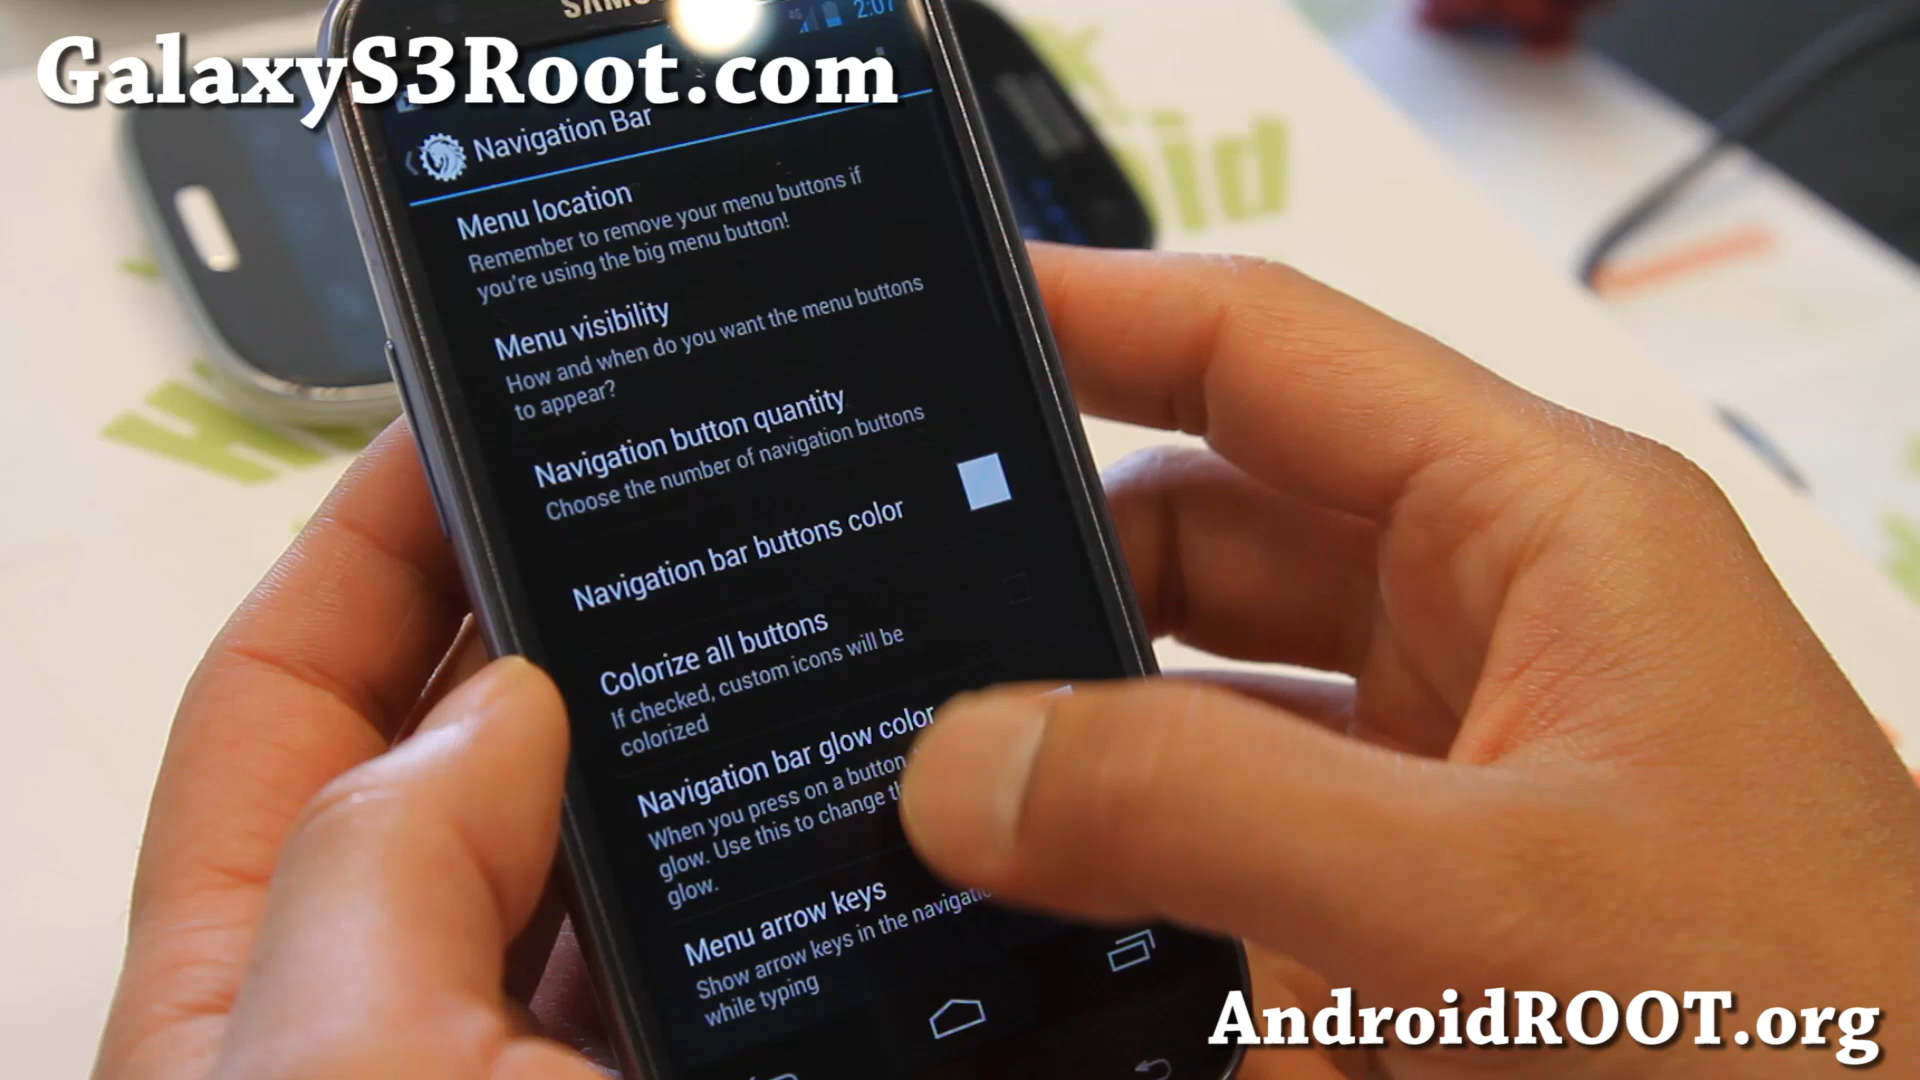 GalaxyS3Root.com
2:07
Navigation Bar
Menu location
Remember to remove your menu buttons if
you're using the big menu button!
Menu visibility
How and when do you want the menu buttons
to appear?
Navigation button quantity
Choose the number of navigation buttons
Navigation bar buttons color
Colorize all buttons
If checked, custom icons will be
colorized
Navigation bar glow color
When you press on a button
glow. Use this to change
glow.
Menu arrow keys
Show arrow keys in the
while typing
AndroidROOT.org